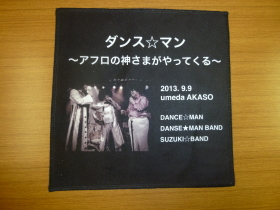 ダンス☆マン
～アフロの神さまがやってくる～
2013. 9.9
umeda AKASO
DANCE☆MAN
DANSE★MAN BAND
SUZUKI☆BAND